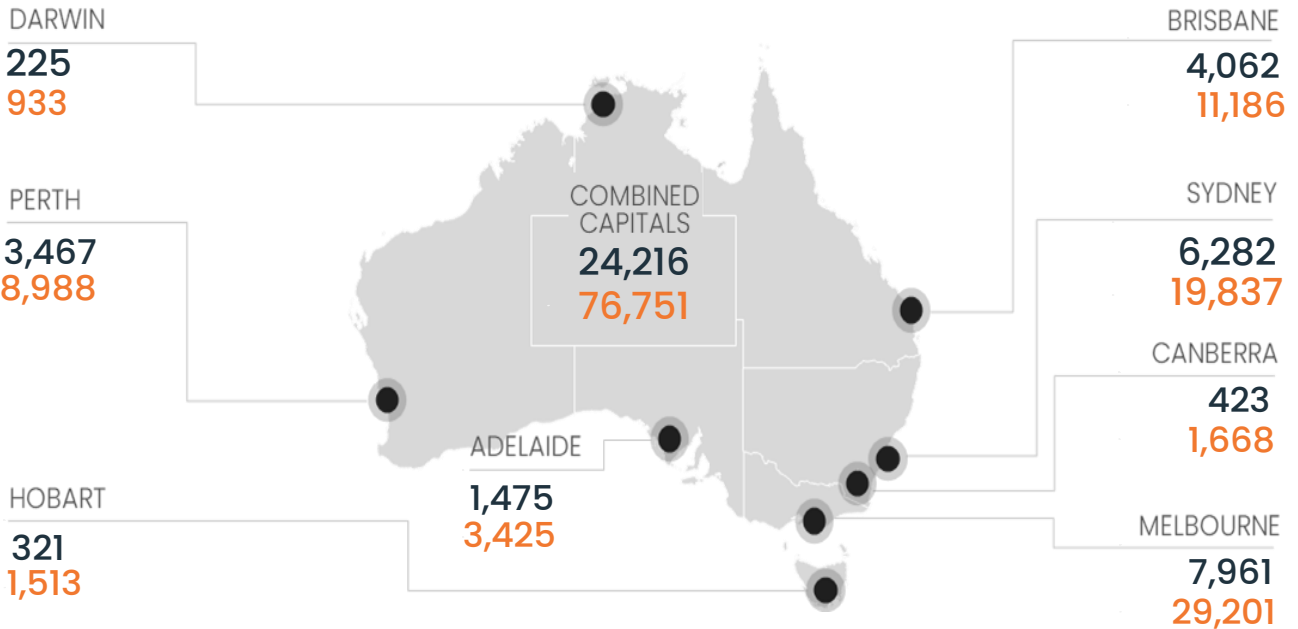 DARWIN
225
933
PERTH
3,467
8,988
HOBART
321
1,513
COMBINED
CAPITALS
24,216
76,751
ADELAIDE
1,475
3,425
BRISBANE
4,062
11,186
SYDNEY
6,282
19,837
CANBERRA
423
1,668
MELBOURNE
7,961
29,201